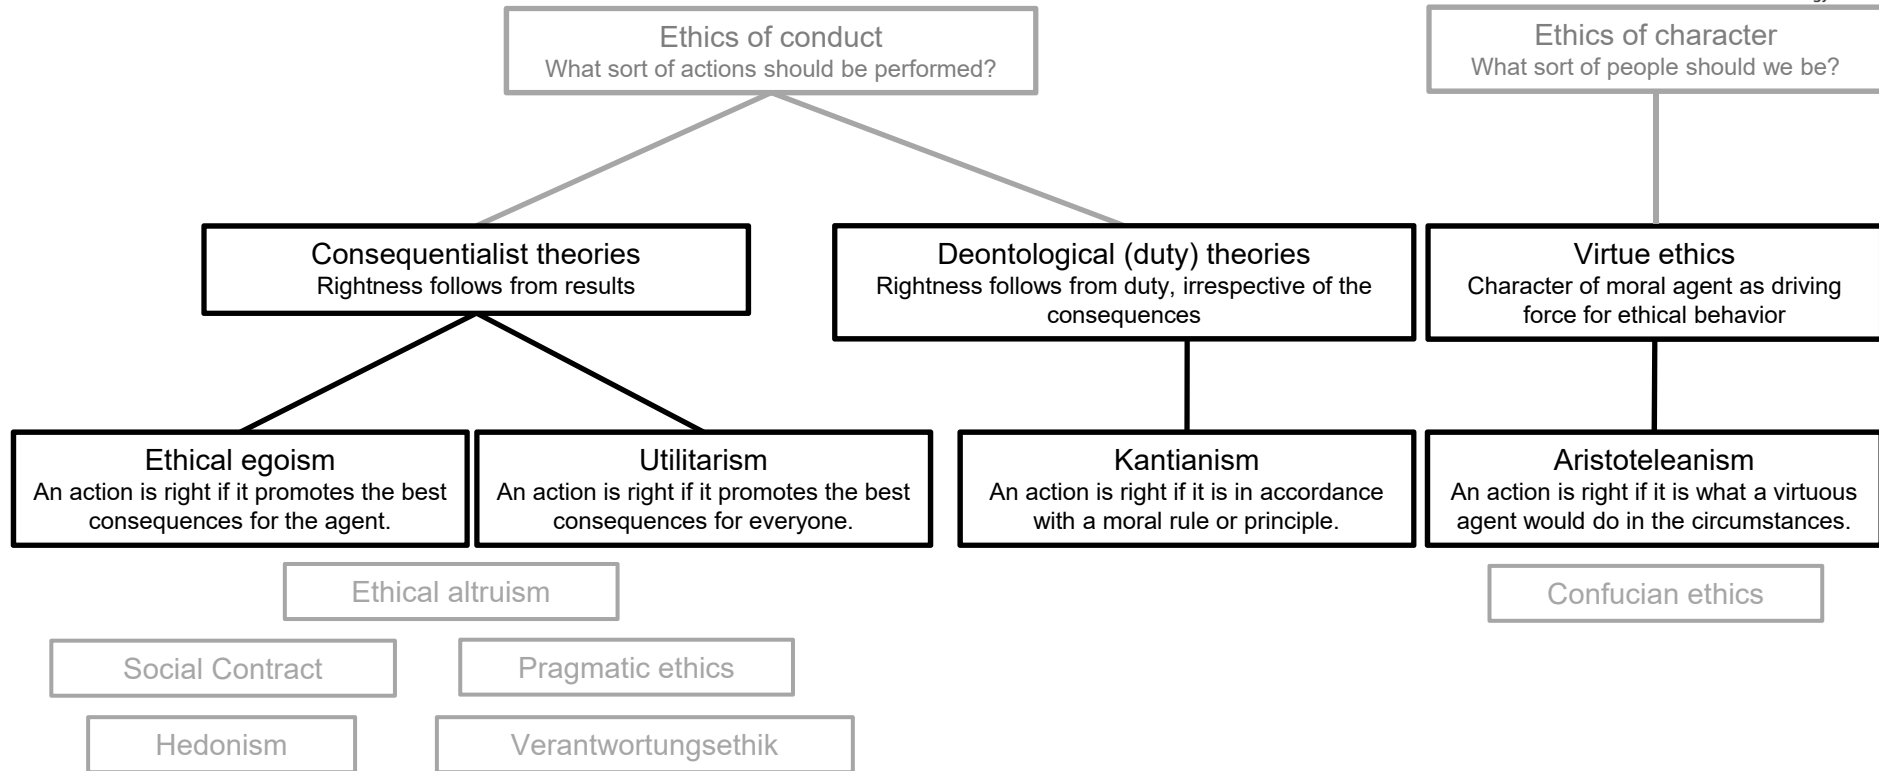 Ethics of conduct
What sort of actions should be performed?
Ethics of character
What sort of people should we be?
Consequentialist theories
Rightness follows from results
Deontological (duty) theories
Rightness follows from duty, irrespective of the
consequences
Virtue ethics
Character of moral agent as driving
force for ethical behavior
Ethical egoism
An action is right if it promotes the best
consequences for the agent.
Utilitarism
An action is right if it promotes the best
consequences for everyone.
Kantianism
An action is right if it is in accordance
with a moral rule or principle.
Aristoteleanism
An action is right if it is what a virtuous
agent would do in the circumstances.
Ethical altruism
Confucian ethics
Social Contract
Pragmatic ethics
Hedonism
Verantwortungsethik